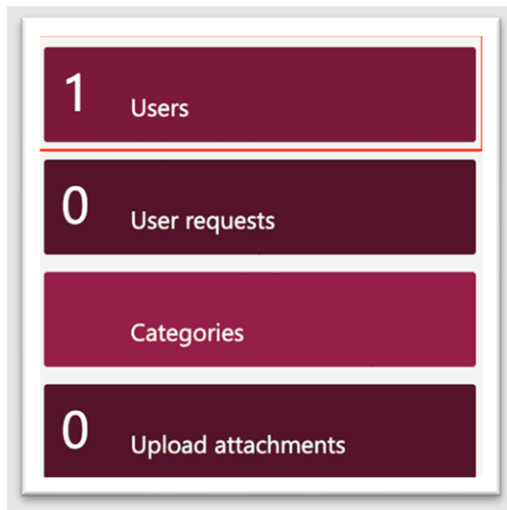 1 Users
0 User requests
Categories
0 Upload attachments